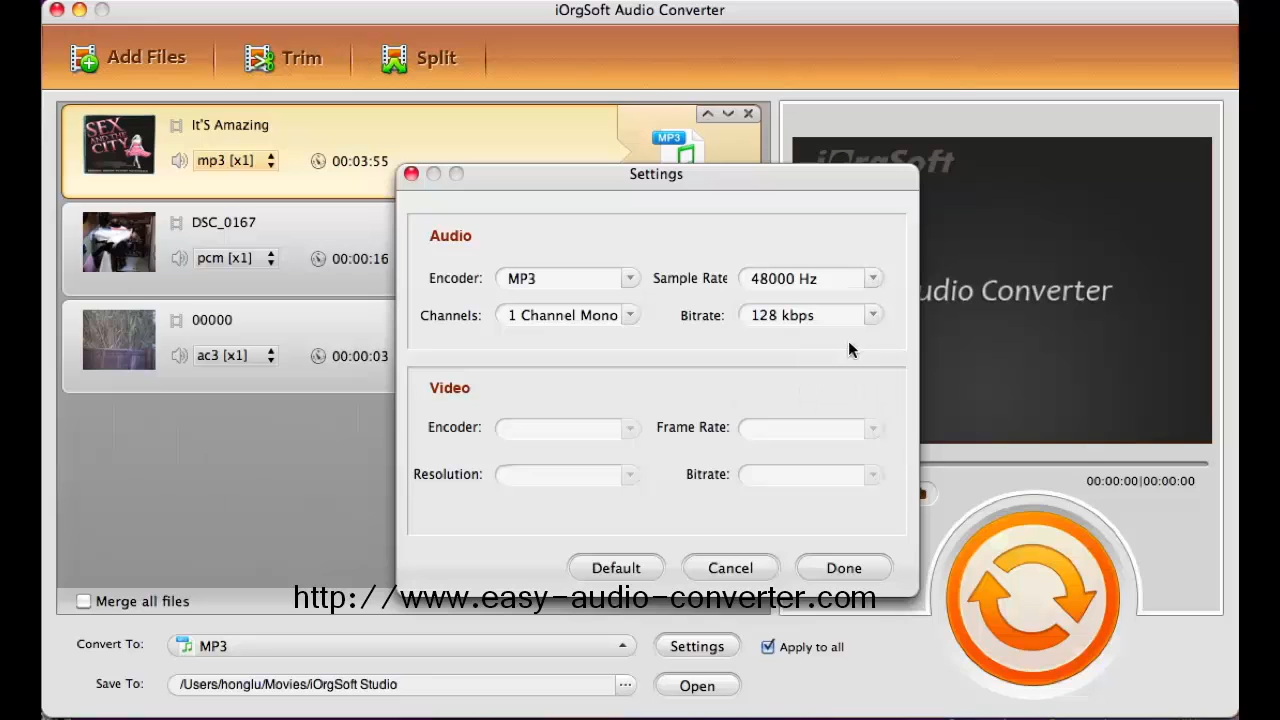 iOrgSoft Audio Converter
Add Files
Trim
Split
SEX AND THE CITY
It'S Amazing
mp3 [x1]
00:03:55
MP3
DSC_0167
pcm [x1]
00:00:16
00000
ac3 [x1]
00:00:03
Settings
Audio
Encoder: MP3 Sample Rate 48000 Hz
Channels: 1 Channel Mono Bitrate: 128 kbps
Video
Encoder: Frame Rate:
Resolution: Bitrate:
Default Cancel Done
iOrgSoft
udio Converter
00:00:00|00:00:00
Merge all files
http://www.easy-audio-converter.com
Convert To: MP3 Settings Apply to all
Save To: /Users/honglu/Movies/iOrgSoft Studio ... Open